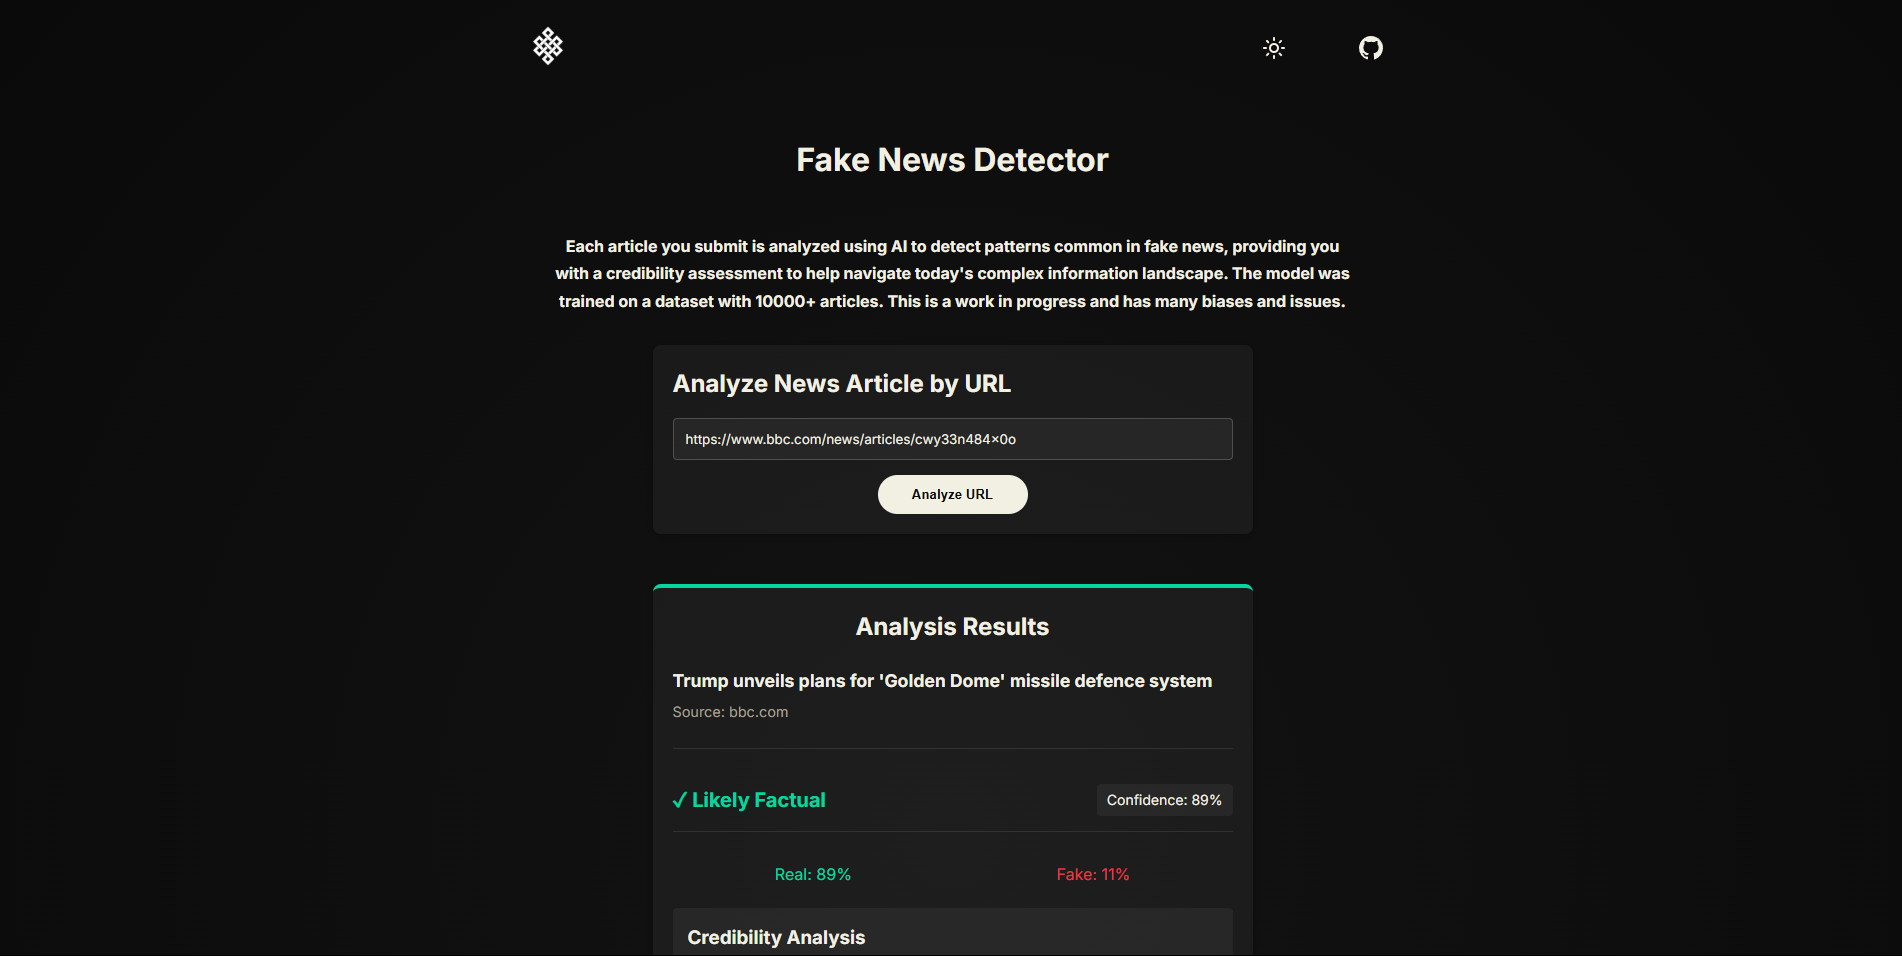 Fake News Detector
Each article you submit is analyzed using AI to detect patterns common in fake news, providing you
with a credibility assessment to help navigate today's complex information landscape. The model was
trained on a dataset with 10000+ articles. This is a work in progress and has many biases and issues.
Analyze News Article by URL
https://www.bbc.com/news/articles/cwy33n484x0o
Analyze URL
Analysis Results
Trump unveils plans for 'Golden Dome' missile defence system
Source: bbc.com
✓ Likely Factual
Confidence: 89%
Real: 89%
Fake: 11%
Credibility Analysis